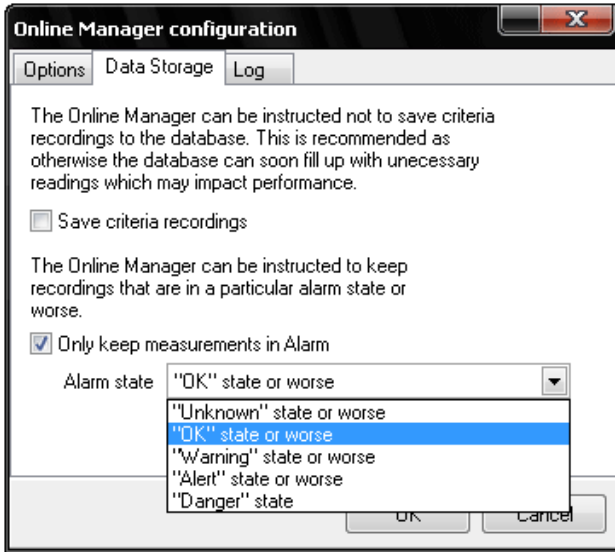 Online Manager configuration
Options Data Storage Log
The Online Manager can be instructed not to save criteria
recordings to the database. This is recommended as
otherwise the database can soon fill up with unecessary
readings which may impact performance.
Save criteria recordings
The Online Manager can be instructed to keep
recordings that are in a particular alarm state or
worse.
Only keep measurements in Alarm
Alarm state "OK" state or worse
"Unknown" state or worse
"OK" state or worse
"Warning" state or worse
"Alert" state or worse
"Danger" state
OK Cancel